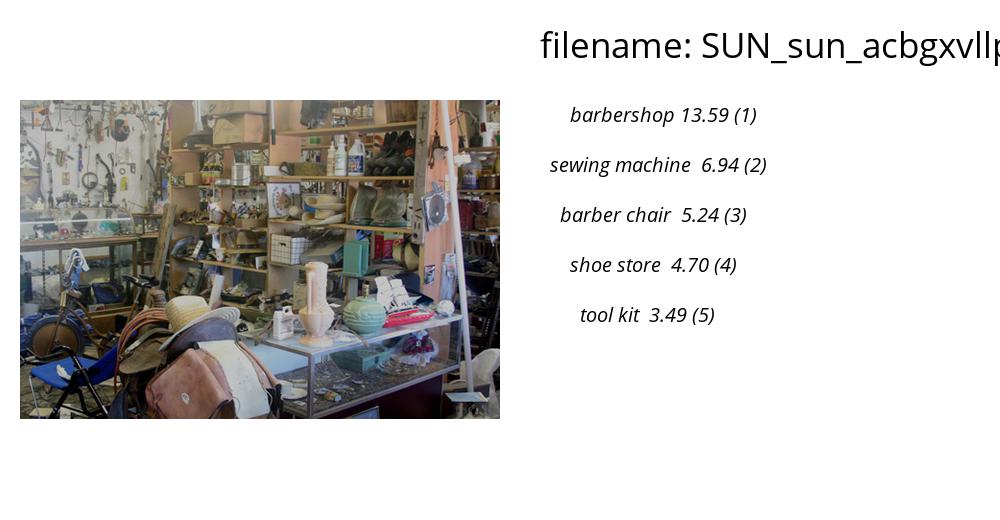 filename: SUN_sun_acbgxvllp
barbershop 13.59 (1)
sewing machine 6.94 (2)
barber chair 5.24 (3)
shoe store 4.70 (4)
tool kit 3.49 (5)